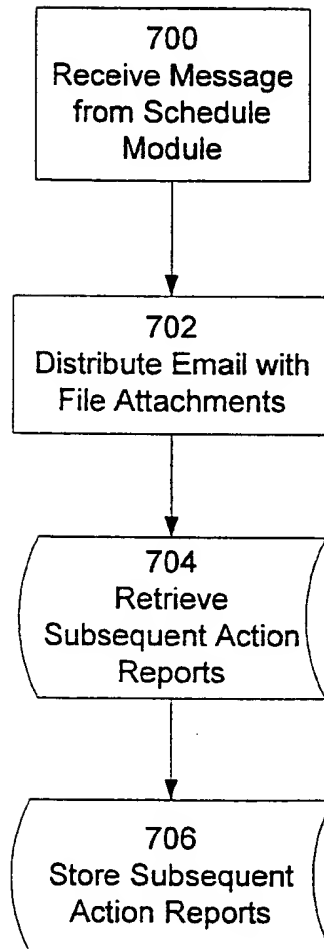 700
Receive Message
from Schedule
Module
702
Distribute Email with
File Attachments
704
Retrieve
Subsequent Action
Reports
706
Store Subsequent
Action Reports